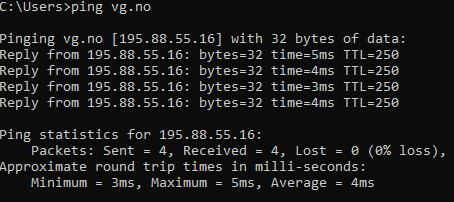 C:\Users>ping vg.no
Pinging vg.no [195.88.55.16] with 32 bytes of data:
Reply from 195.88.55.16: bytes=32 time=5ms TTL=250
Reply from 195.88.55.16: bytes=32 time=4ms TTL=250
Reply from 195.88.55.16: bytes=32 time=3ms TTL=250
Reply from 195.88.55.16: bytes=32 time=4ms TTL=250
Ping statistics for 195.88.55.16:
    Packets: Sent = 4, Received = 4, Lost = 0 (0% loss),
Approximate round trip times in milli-seconds:
    Minimum = 3ms, Maximum = 5ms, Average = 4ms